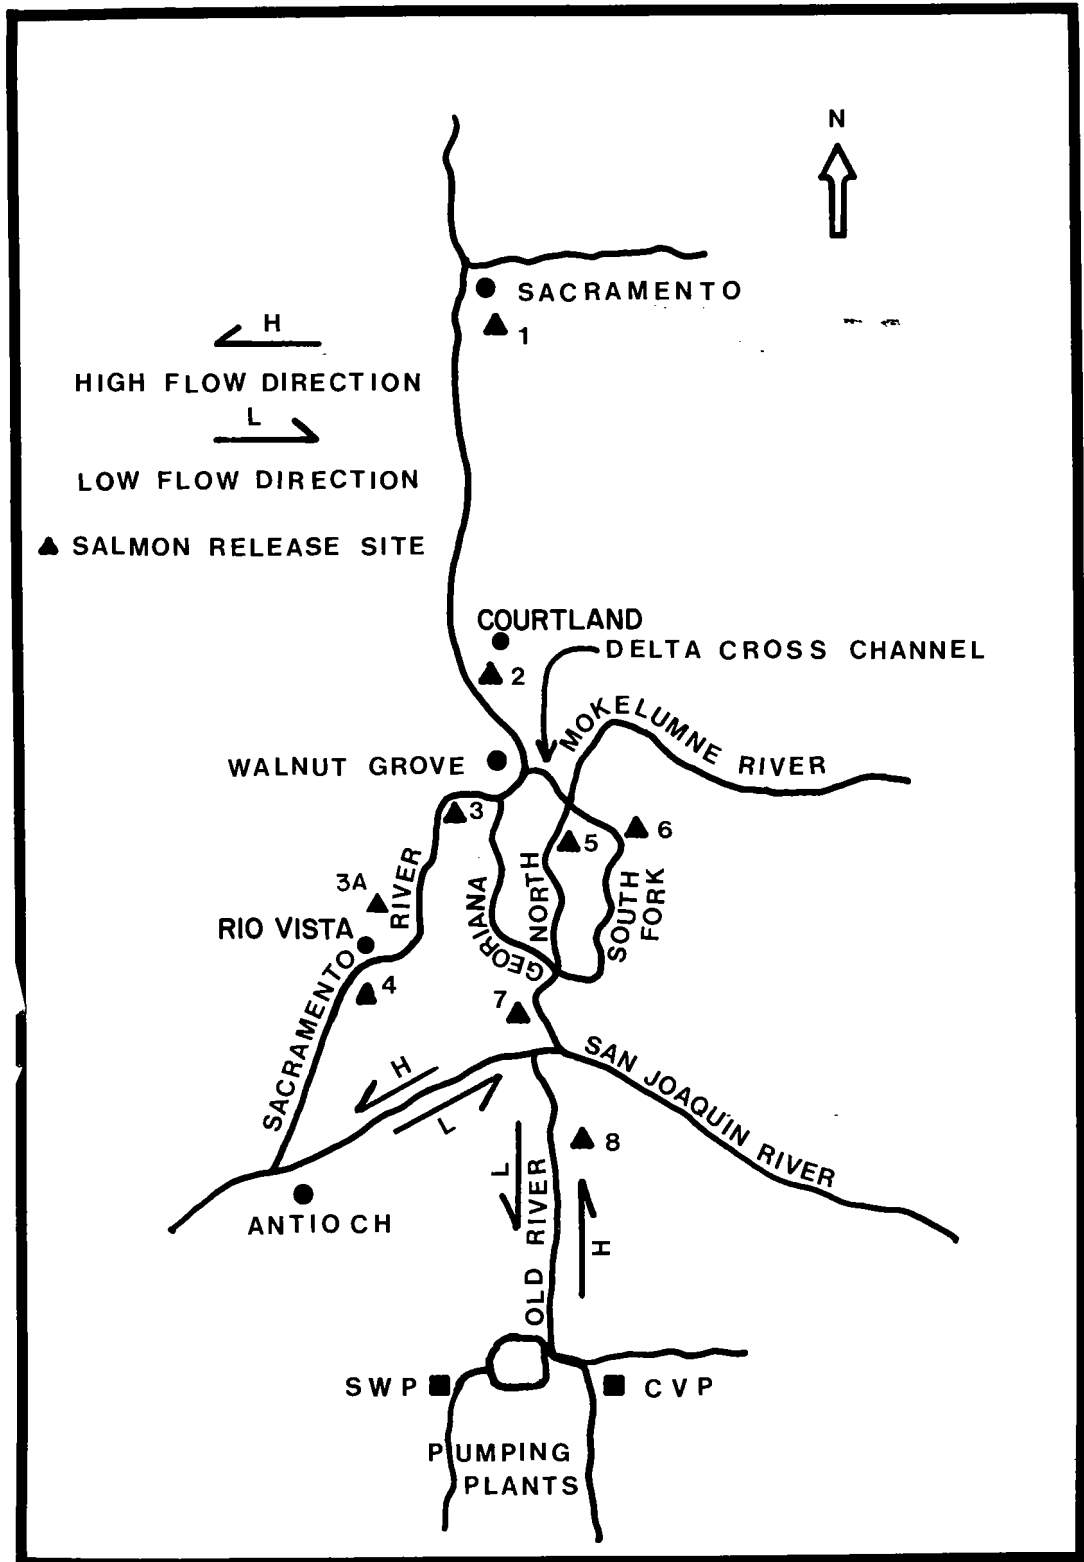 N
SACRAMENTO
1
H
HIGH FLOW DIRECTION
L
LOW FLOW DIRECTION
SALMON RELEASE SITE
COURTLAND
DELTA CROSS CHANNEL
2
MOKELUMNE RIVER
WALNUT GROVE
3
5
6
3A
RIVER
GEORIANA
NORTH
SOUTH
FORK
RIO VISTA
SACRAMENTO
4
7
SAN JOAQUIN RIVER
H
L
8
L
OLD RIVER
H
ANTIOCH
SWP
CVP
PUMPING
PLANTS